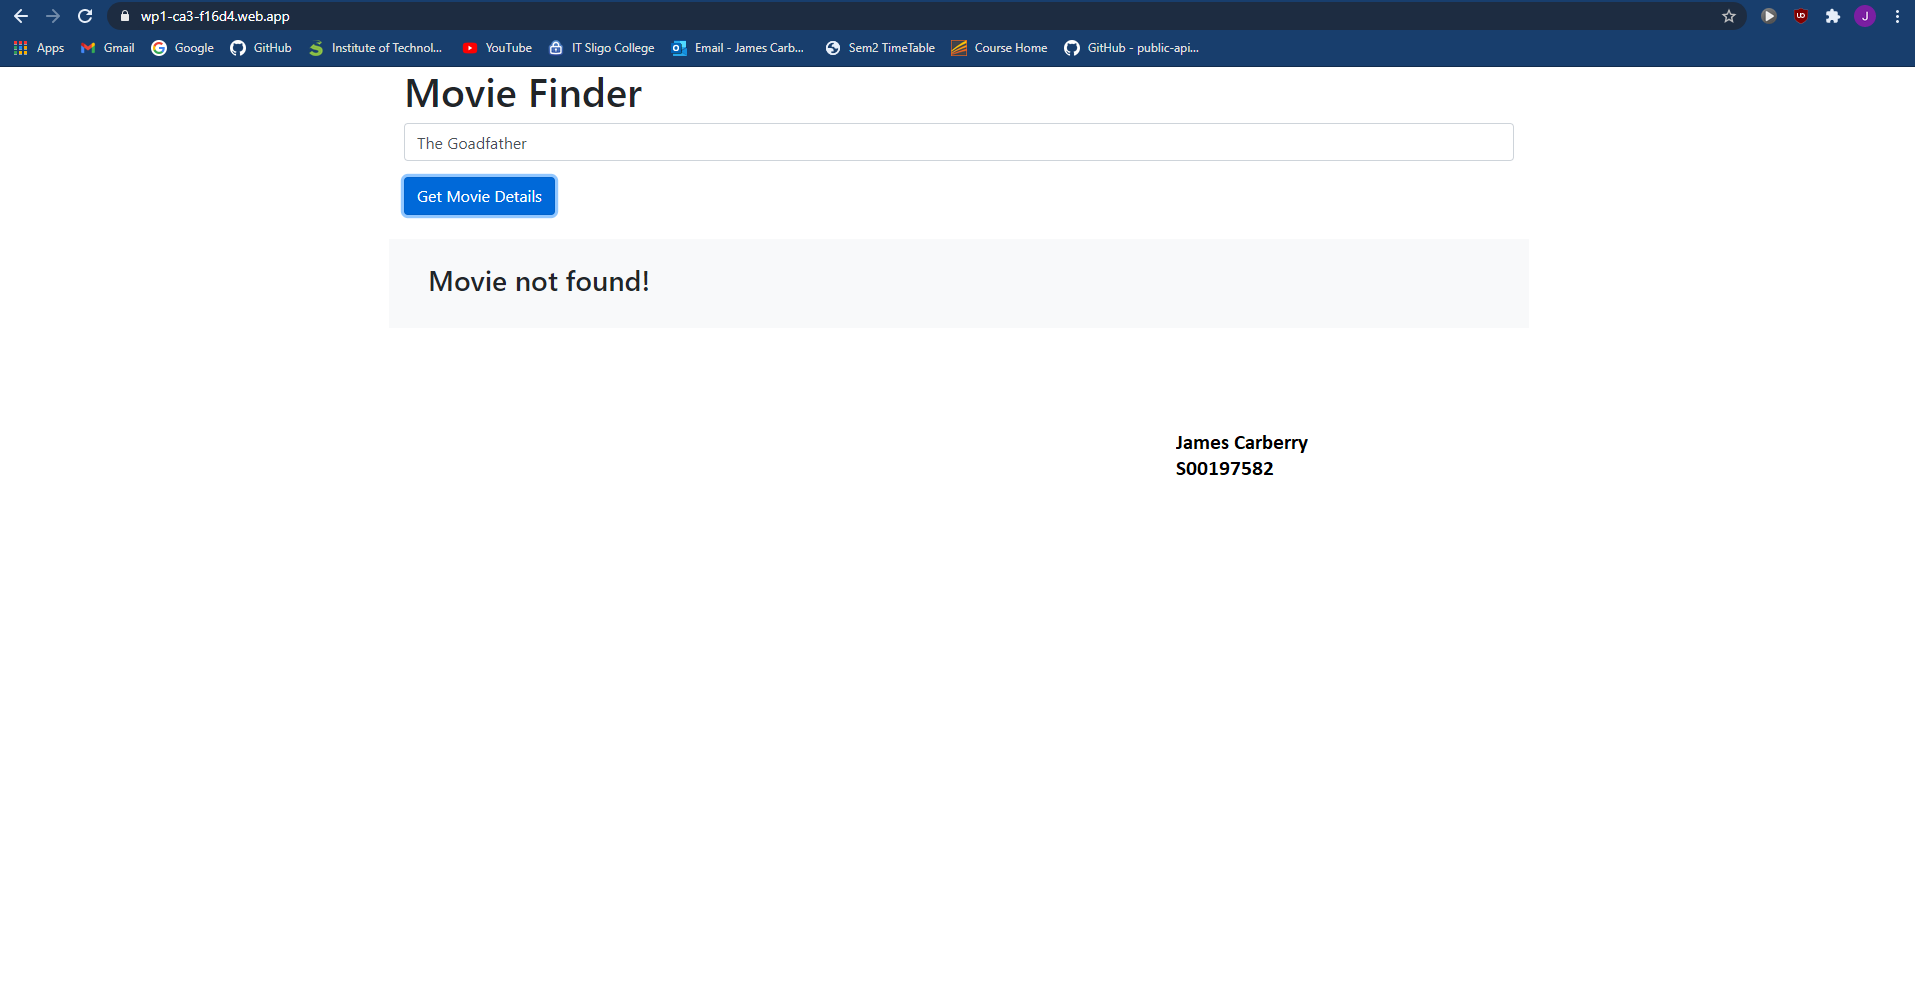 wp1-ca3-f16d4.web.app
J
Apps Gmail Google GitHub Institute of Technol... YouTube IT Sligo College Email - James Carb... Sem2 TimeTable Course Home GitHub - public-api...
Movie Finder
The Goadfather
Get Movie Details
Movie not found!
James Carberry
S00197582